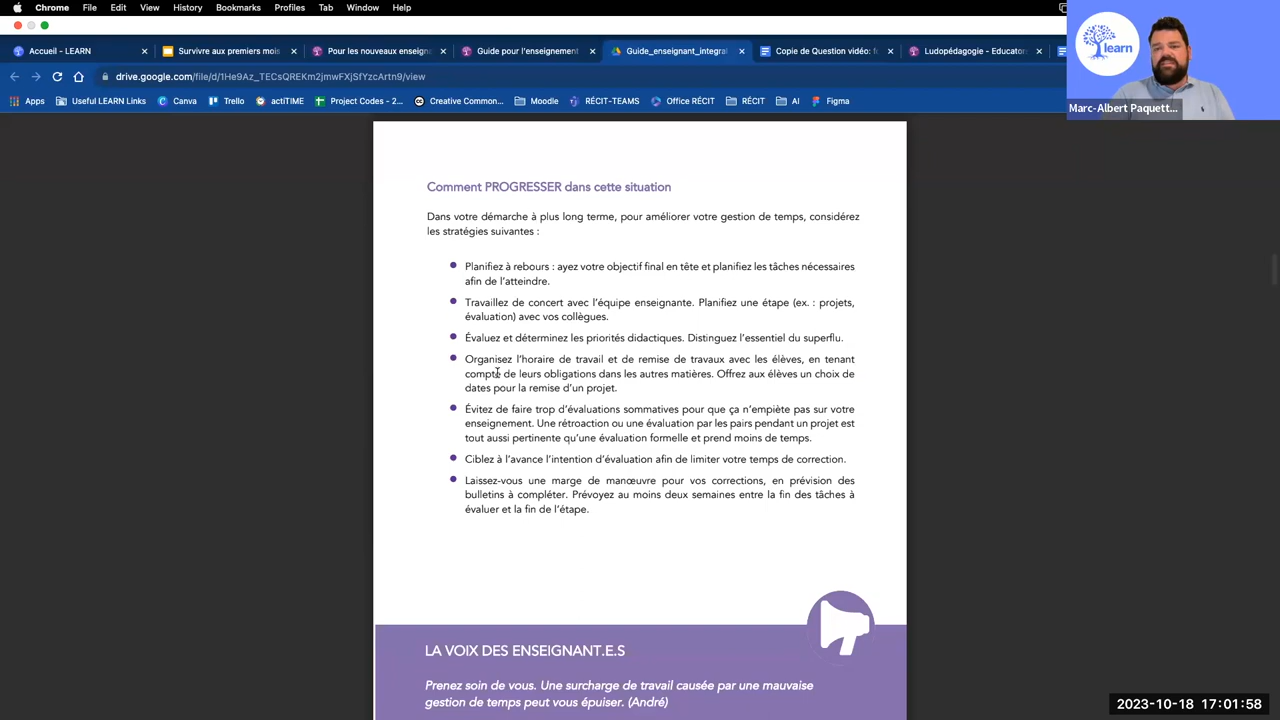 Chrome File Edit View History Bookmarks Profiles Tab Window Help
Accueil - LEARN
Survivre aux premiers mois
Pour les nouveaux enseign
Guide pour l'enseignement
Guide_enseignant_integral
Copie de Question vidéo: f
Ludopédagogie - Educator
drive.google.com/file/d/1He9Az_TECsQREKm2jmwFXjSfYzcArtn9/view
Apps Useful LEARN Links Canva Trello actiTIME Project Codes - 2... Creative Common... Moodle RÉCIT-TEAMS Office RÉCIT RÉCIT AI Figma
learn
Marc-Albert Paquett...
Comment PROGRESSER dans cette situation
Dans votre démarche à plus long terme, pour améliorer votre gestion de temps, considérez
les stratégies suivantes :
Planifiez à rebours : ayez votre objectif final en tête et planifiez les tâches nécessaires
afin de l'atteindre.
Travaillez de concert avec l'équipe enseignante. Planifiez une étape (ex. : projets,
évaluation) avec vos collègues.
Évaluez et déterminez les priorités didactiques. Distinguez l'essentiel du superflu.
Organisez l'horaire de travail et de remise de travaux avec les élèves, en tenant
compte de leurs obligations dans les autres matières. Offrez aux élèves un choix de
dates pour la remise d'un projet.
Évitez de faire trop d'évaluations sommatives pour que ça n'empiète pas sur votre
enseignement. Une rétroaction ou une évaluation par les pairs pendant un projet est
tout aussi pertinente qu'une évaluation formelle et prend moins de temps.
Ciblez à l'avance l'intention d'évaluation afin de limiter votre temps de correction.
Laissez-vous une marge de manœuvre pour vos corrections, en prévision des
bulletins à compléter. Prévoyez au moins deux semaines entre la fin des tâches à
évaluer et la fin de l'étape.
LA VOIX DES ENSEIGNANT.E.S
Prenez soin de vous. Une surcharge de travail causée par une mauvaise
gestion de temps peut vous épuiser. (André)
2023-10-18 17:01:58